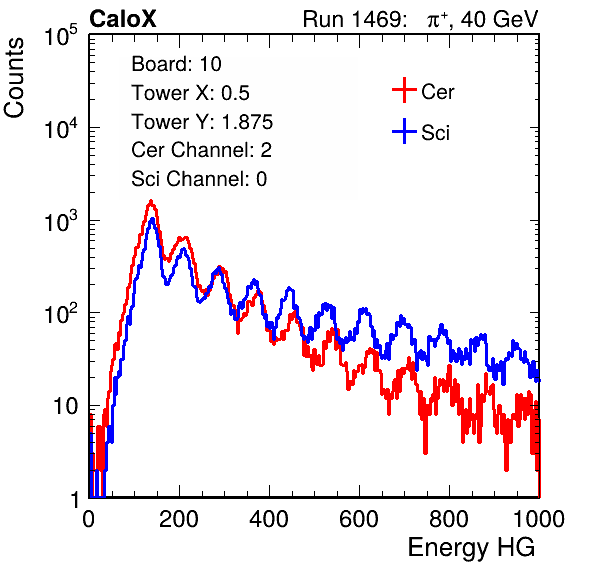 CaloX Run 1469: π⁺, 40 GeV
Counts
10⁵
10⁴
10³
10²
10
1
Board: 10
Tower X: 0.5
Tower Y: 1.875
Cer Channel: 2
Sci Channel: 0
Cer
Sci
0 200 400 600 800 1000
Energy HG